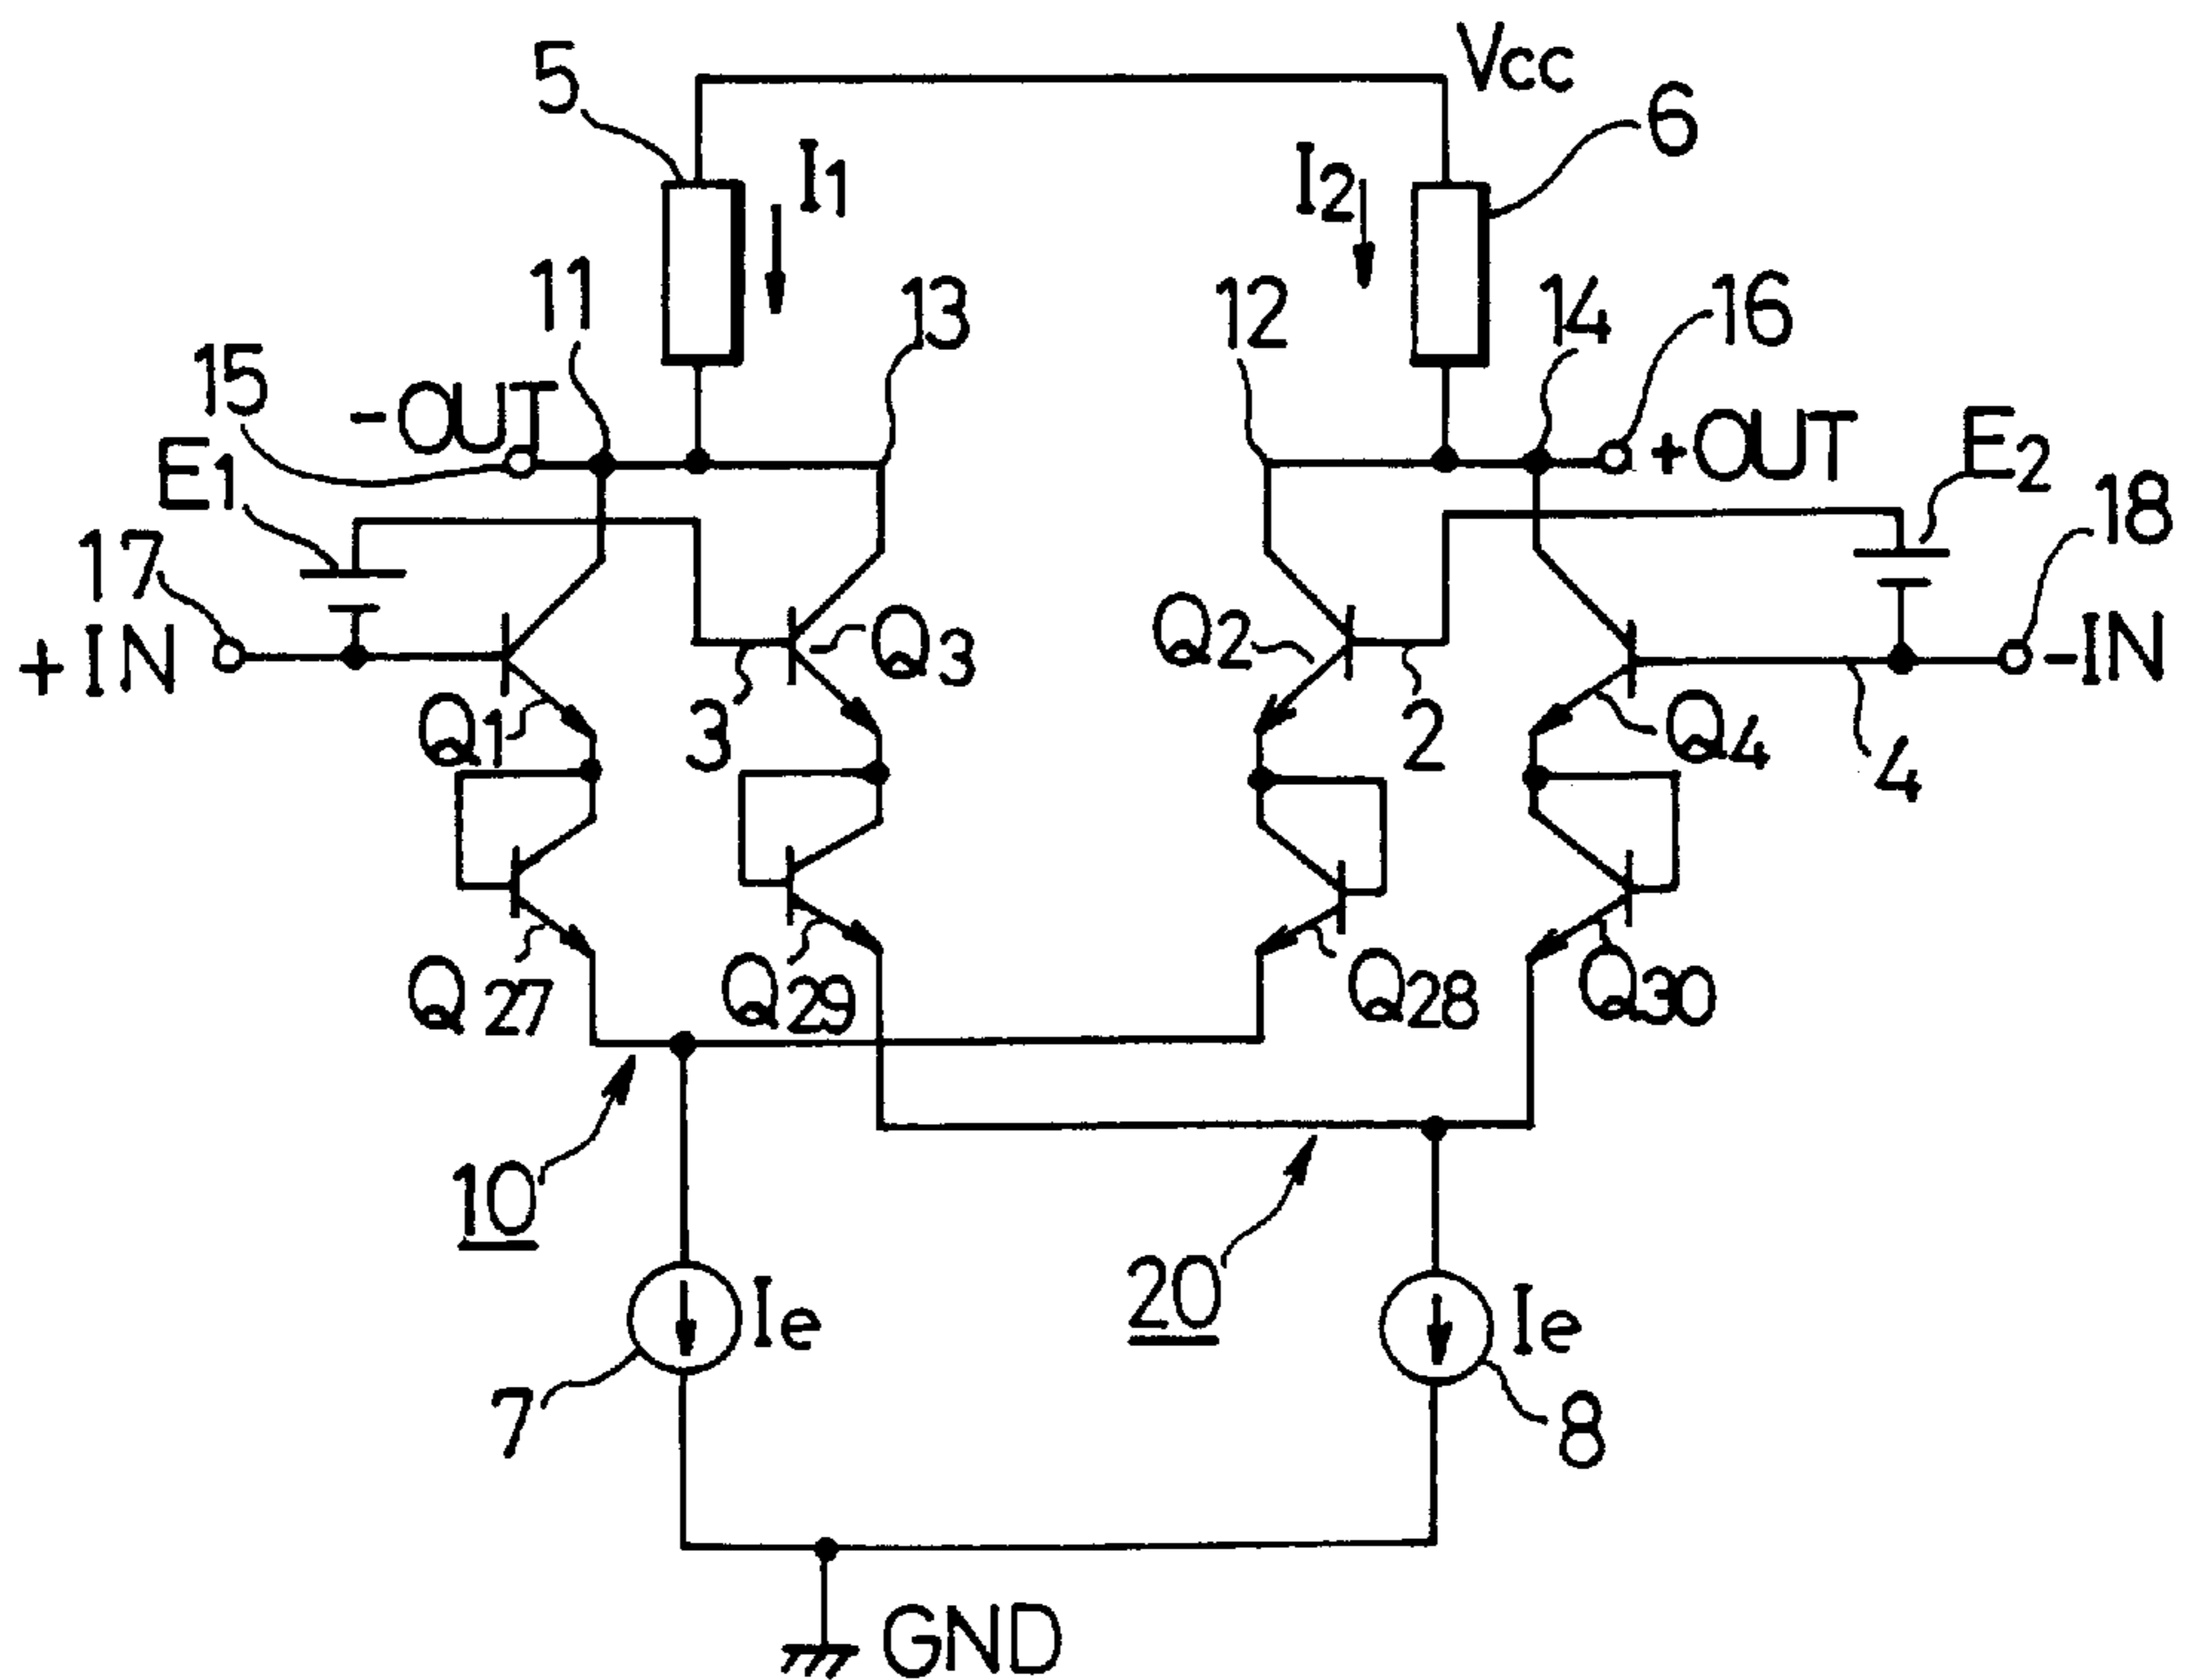 Vcc
5
6
I1
I2
11
13
12
14
16
15
-OUT
+OUT
E1
E2
17
18
+IN
-IN
Q1
Q3
Q2
Q4
3
2
4
Q27
Q29
Q28
Q30
10
20
Ie
Ie
7
8
GND